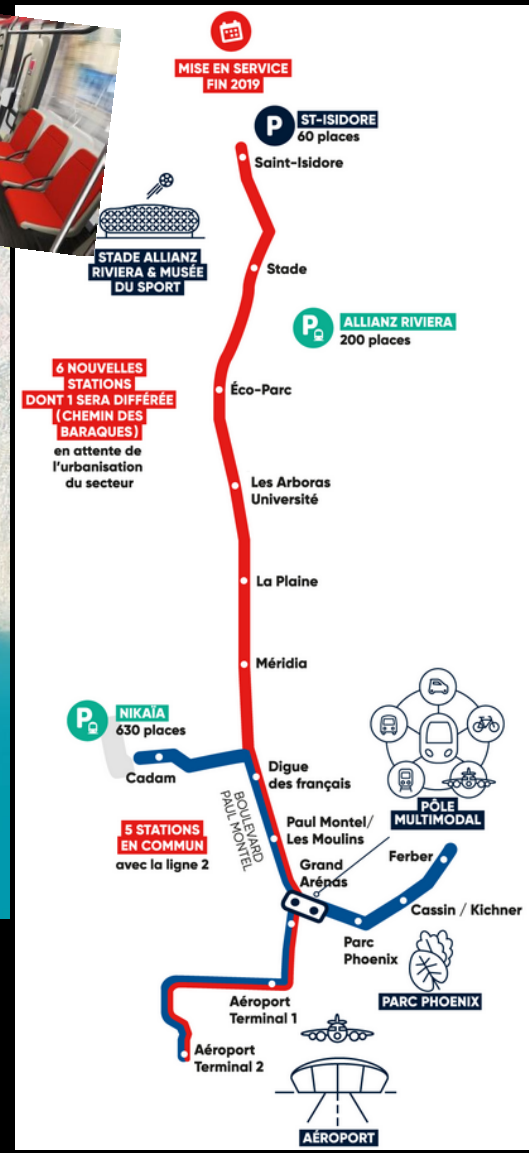 MISE EN SERVICE
FIN 2019
P
ST-ISIDORE
60 places
Saint-Isidore
STADE ALLIANZ
RIVIERA & MUSÉE
DU SPORT
Stade
P
ALLIANZ RIVIERA
200 places
6 NOUVELLES
STATIONS
DONT 1 SERA DIFFÉRÉE
(CHEMIN DES
BARAQUES)
en attente de
l'urbanisation
du secteur
Éco-Parc
Les Arboras
Université
La Plaine
Méridia
P
NIKAÏA
630 places
Cadam
Digue
des français
BOULEVARD
PAUL MONTEL
PÔLE
MULTIMODAL
5 STATIONS
EN COMMUN
avec la ligne 2
Paul Montel/
Les Moulins
Grand
Arénas
Ferber
Cassin / Kichner
Parc
Phoenix
PARC PHOENIX
Aéroport
Terminal 1
Aéroport
Terminal 2
AÉROPORT